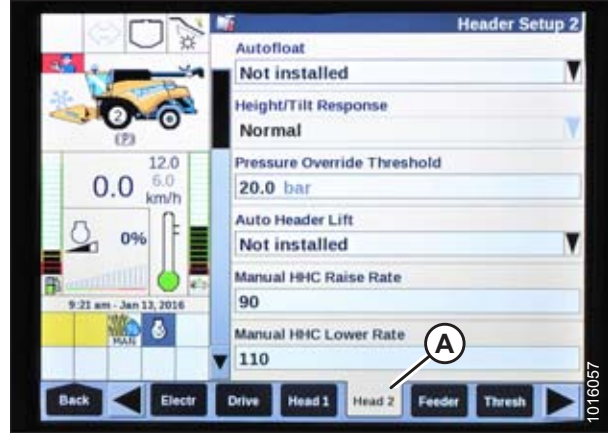 Header Setup 2
Autofloat
Not installed
Height/Tilt Response
Normal
Pressure Override Threshold
20.0 bar
Auto Header Lift
Not installed
Manual HHC Raise Rate
90
Manual HHC Lower Rate
110
2
(P)
12.0
0.0 6.0
km/h
0%
9:21 am - Jan 13, 2016
MAN
A
Back Electr Drive Head 1 Head 2 Feeder Thresh
1016057